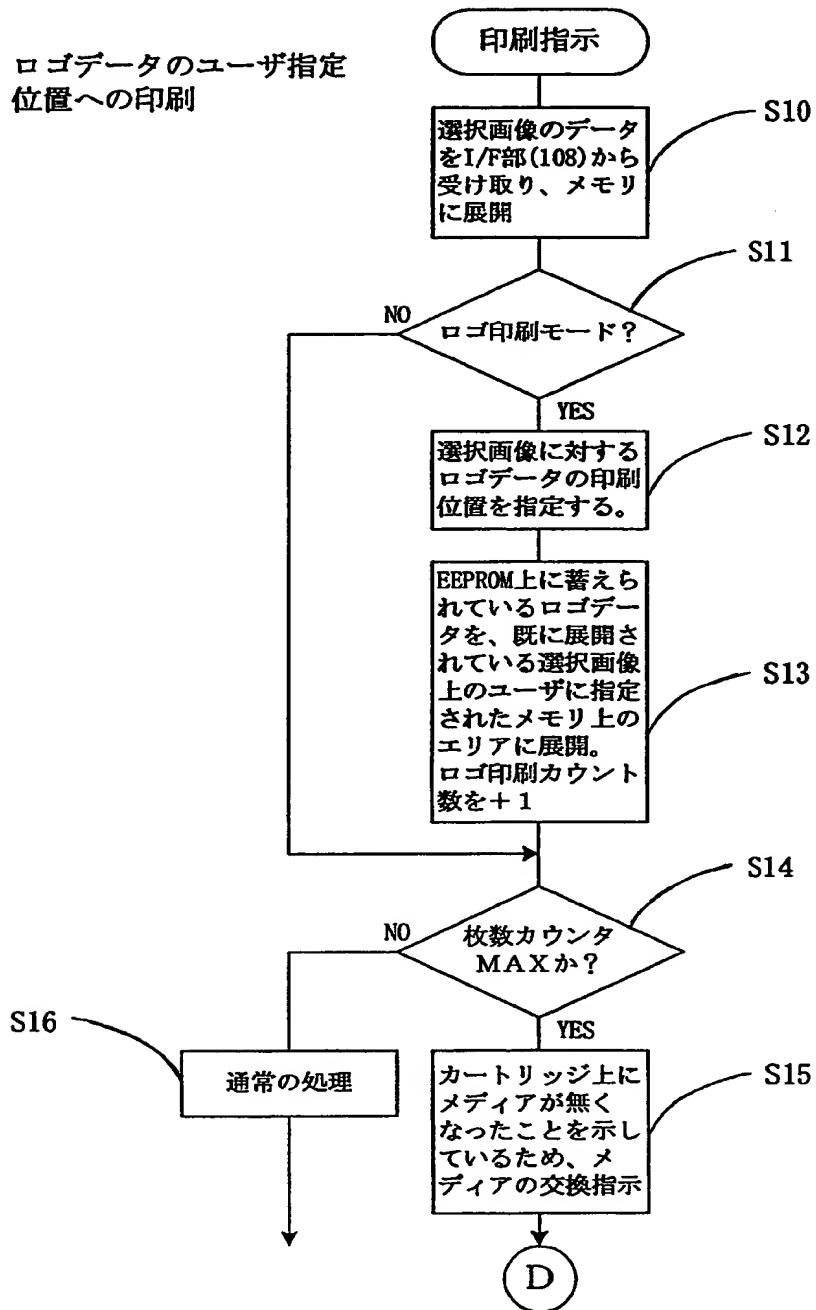 ロゴデータのユーザ指定
位置への印刷
印刷指示
選択画像のデータ
をI/F部(108)から
受け取り、メモリ
に展開
S10
ロゴ印刷モード?
S11
NO
YES
選択画像に対する
ロゴデータの印刷
位置を指定する。
S12
EEPROM上に蓄えら
れているロゴデー
タを、既に展開さ
れている選択画像
上のユーザに指定
されたメモリ上の
エリアに展開。
ロゴ印刷カウント
数を+1
S13
枚数カウンタ
MAXか?
S14
NO
YES
S16
通常の処理
カートリッジ上に
メディアが無く
なったことを示し
ているため、メ
ディアの交換指示
S15
D